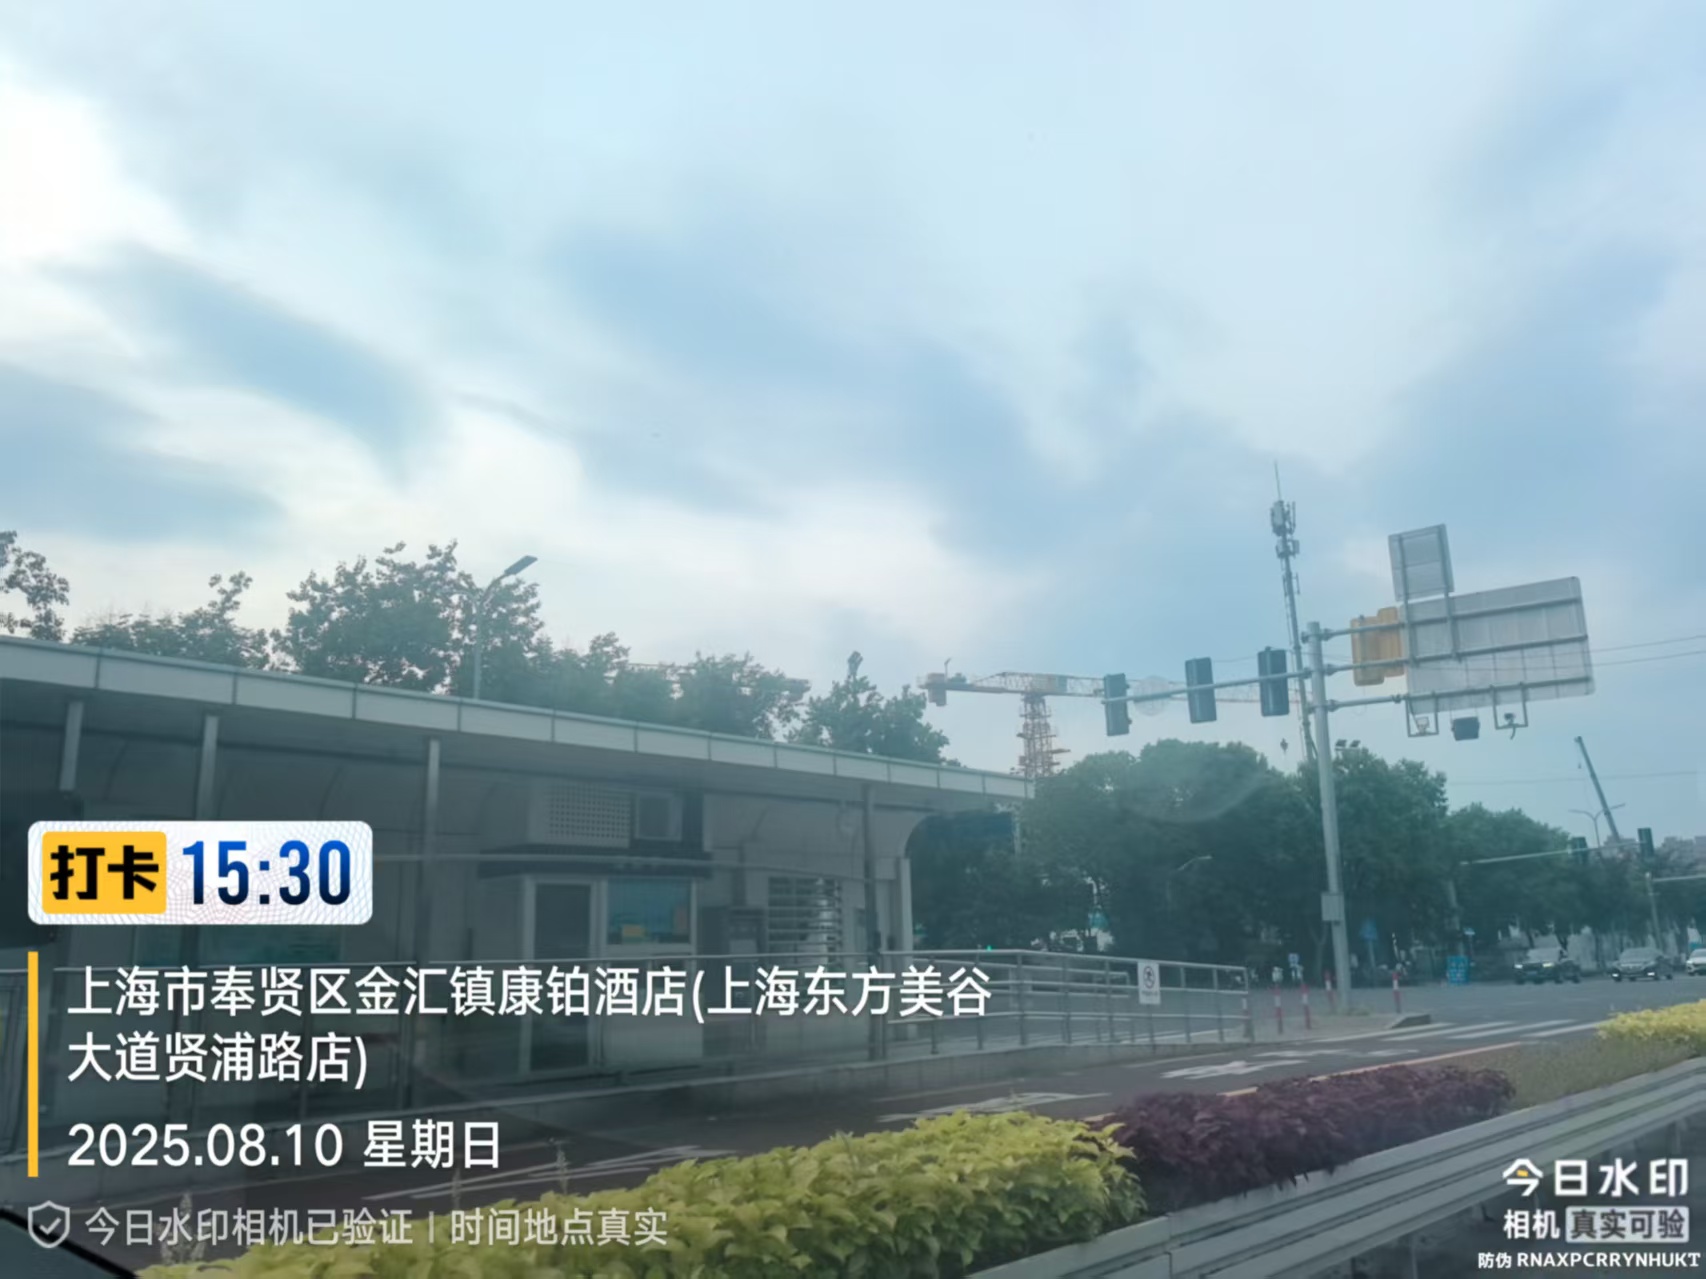 打卡 15:30
上海市奉贤区金汇镇康铂酒店(上海东方美谷
大道贤浦路店)
2025.08.10 星期日
今日水印相机已验证 | 时间地点真实
今日水印
相机 真实可验
防伪 RNAXPCRRYNHUKT